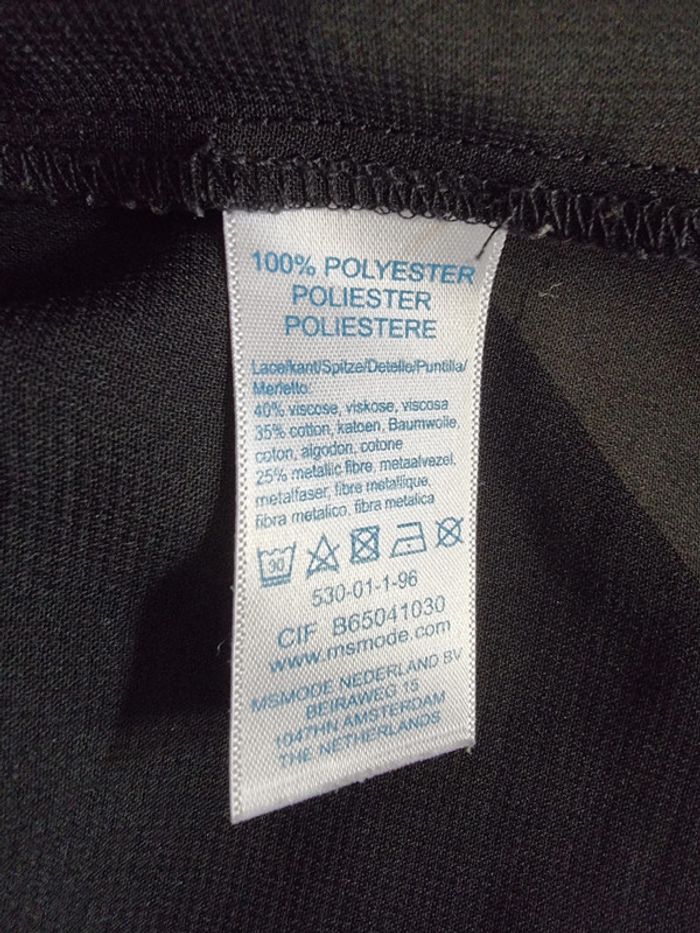 100% POLYESTER
POLIESTER
POLIESTERE
Lace/kant/Spitze/Detelle/Puntilla/
Merletto:
40% viscose, viskose, viscosa
35% cotton, katoen, Baumwolle,
coton, algodon, cotone
25% metallic fibre, metaalvezel,
metalfaser, fibre metallique,
fibra metalico, fibra metalica
30
530-01-1-96
CIF B65041030
www.msmode.com
MSMODE NEDERLAND BV
BEIRAWEG 15
1047HN AMSTERDAM
THE NETHERLANDS